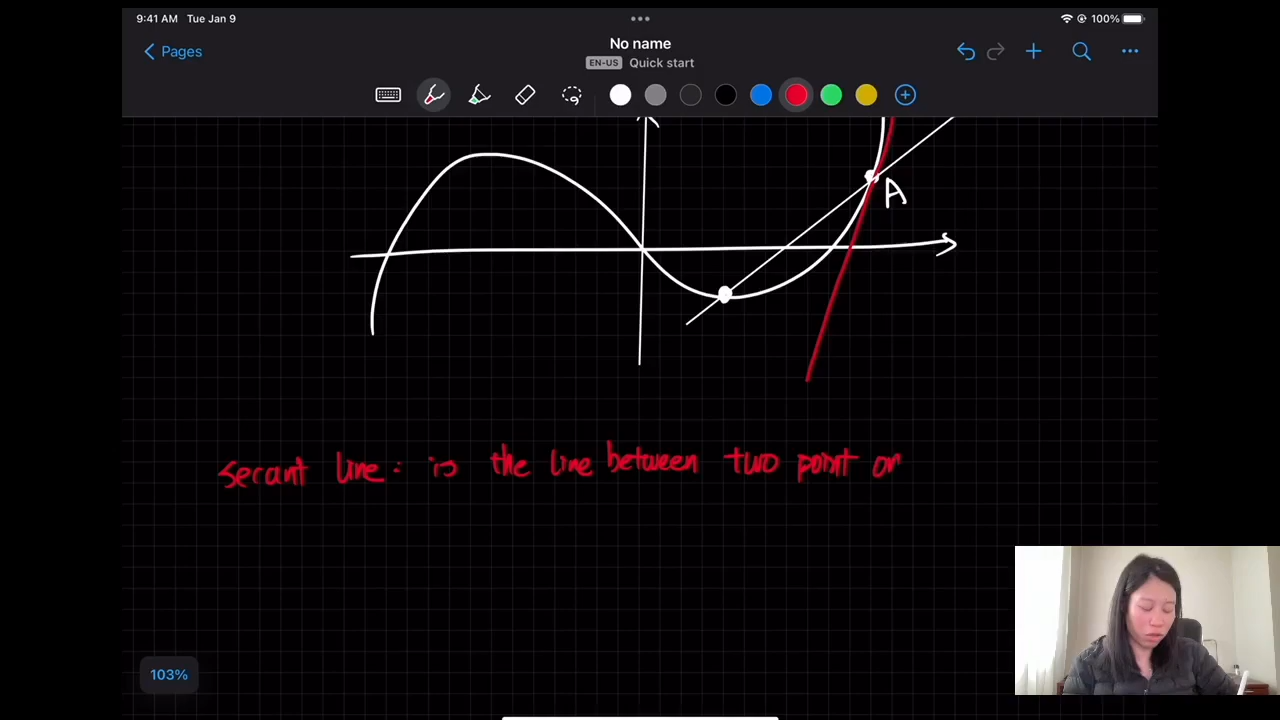 9:41 AM Tue Jan 9
100%
Pages
No name
EN-US Quick start
A
secant line: is the line between two point on
103%